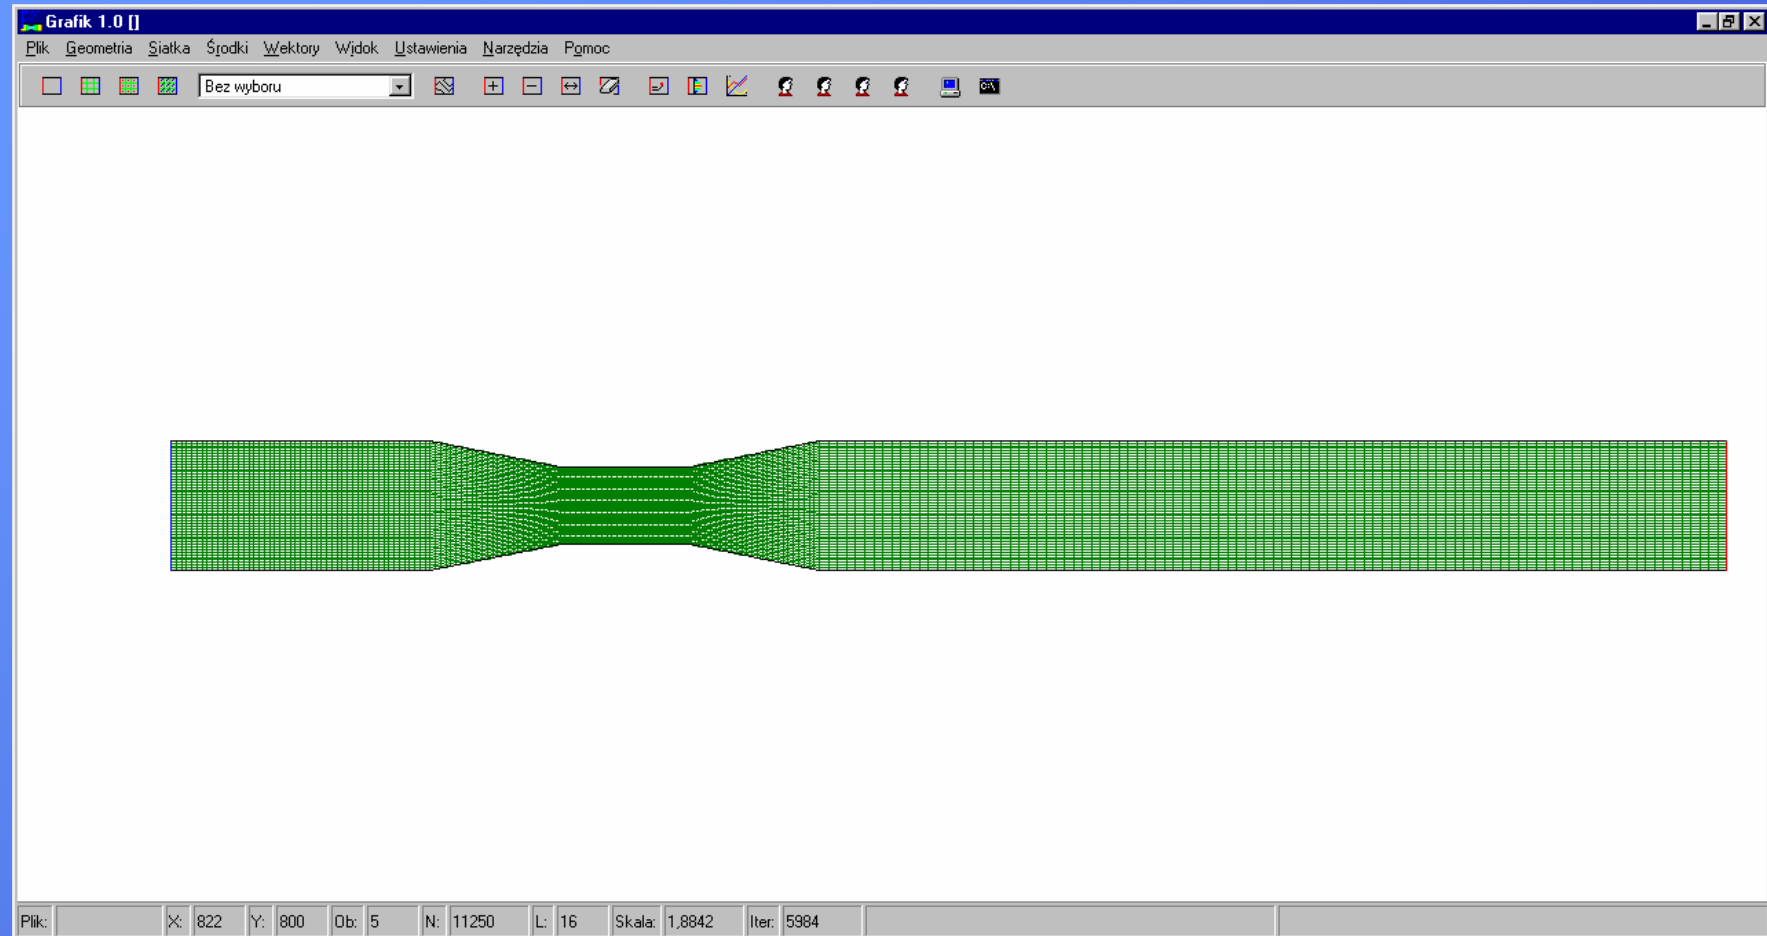 Grafik 1.0 []
Plik Geometria Siatka Środki Wektory Widok Ustawienia Narzędzia Pomoc
Bez wyboru
Plik: X: 822 Y: 800 Ob: 5 N: 11250 L: 16 Skala: 1,8842 Iter: 5984